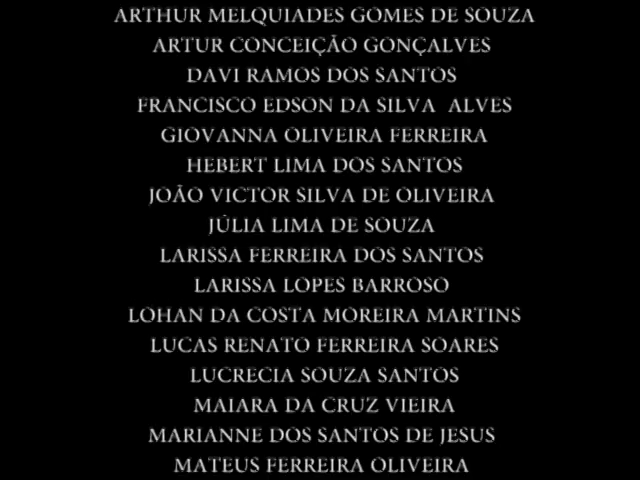 ARTHUR MELQUIADES GOMES DE SOUZA
ARTUR CONCEIÇÃO GONÇALVES
DAVI RAMOS DOS SANTOS
FRANCISCO EDSON DA SILVA ALVES
GIOVANNA OLIVEIRA FERREIRA
HEBERT LIMA DOS SANTOS
JOÃO VICTOR SILVA DE OLIVEIRA
JÚLIA LIMA DE SOUZA
LARISSA FERREIRA DOS SANTOS
LARISSA LOPES BARROSO
LOHAN DA COSTA MOREIRA MARTINS
LUCAS RENATO FERREIRA SOARES
LUCRECIA SOUZA SANTOS
MAIARA DA CRUZ VIEIRA
MARIANNE DOS SANTOS DE JESUS
MATEUS FERREIRA OLIVEIRA